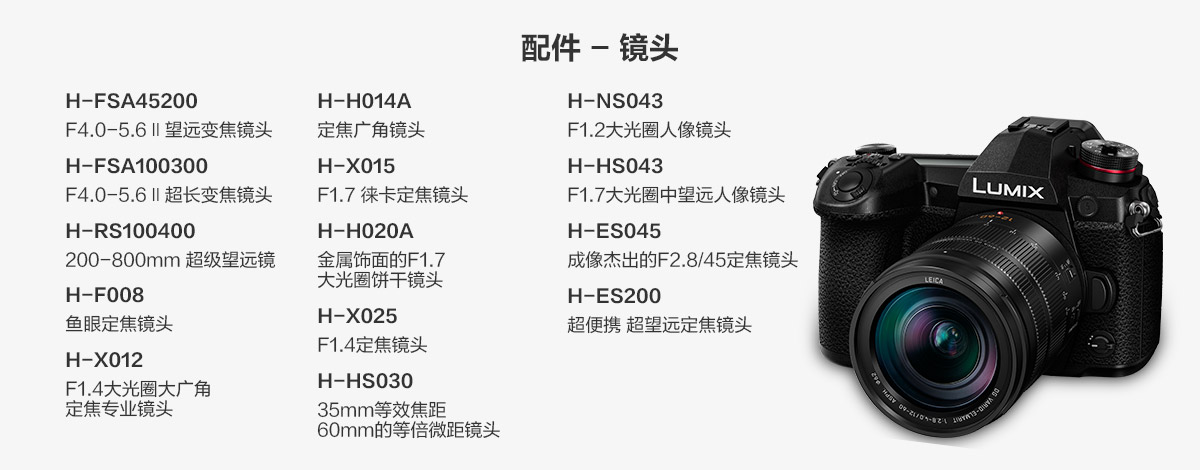 配件 – 镜头
H-FSA45200
F4.0-5.6 II 望远变焦镜头
H-FSA100300
F4.0-5.6 II 超长变焦镜头
H-RS100400
200-800mm 超级望远镜
H-F008
鱼眼定焦镜头
H-X012
F1.4大光圈大广角
定焦专业镜头
H-H014A
定焦广角镜头
H-X015
F1.7 徕卡定焦镜头
H-H020A
金属饰面的F1.7
大光圈饼干镜头
H-X025
F1.4定焦镜头
H-HS030
35mm等效焦距
60mm的等倍微距镜头
H-NS043
F1.2大光圈人像镜头
H-HS043
F1.7大光圈中望远人像镜头
H-ES045
成像杰出的F2.8/45定焦镜头
H-ES200
超便携 超望远定焦镜头
LUMIX
12-60
LEICA
DG VARIO-ELMARIT 1:2.8-4.0/12-60 ASPH. Ø62